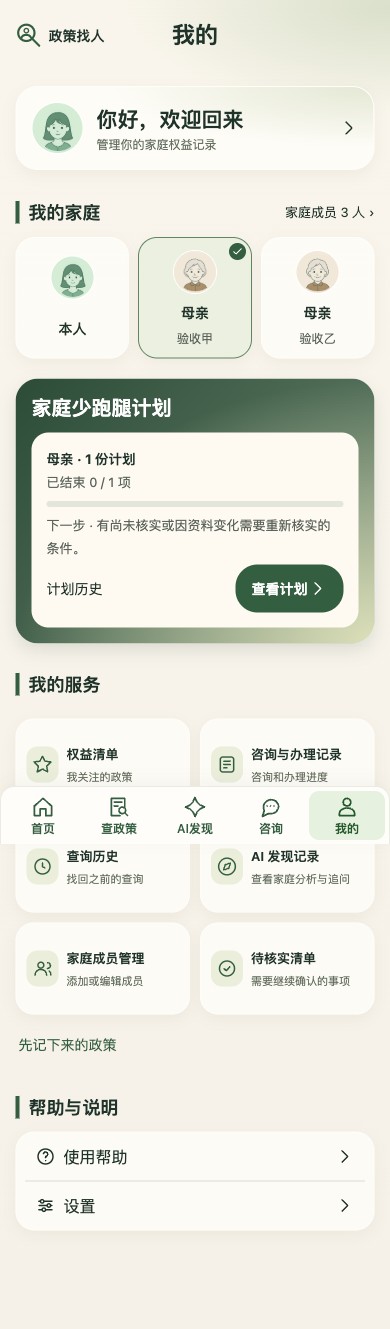 政策找人
我的
你好，欢迎回来
管理你的家庭权益记录
我的家庭
家庭成员 3 人 ›
本人
母亲
验收甲
母亲
验收乙
家庭少跑腿计划
母亲 · 1 份计划
已结束 0 / 1 项
下一步 · 有尚未核实或因资料变化需要重新核实的
条件。
计划历史
查看计划
我的服务
权益清单
我关注的政策
咨询与办理记录
咨询和办理进度
首页
查政策
AI发现
咨询
我的
查询历史
找回之前的查询
AI 发现记录
查看家庭分析与追问
家庭成员管理
添加或编辑成员
待核实清单
需要继续确认的事项
先记下来的政策
帮助与说明
使用帮助
设置